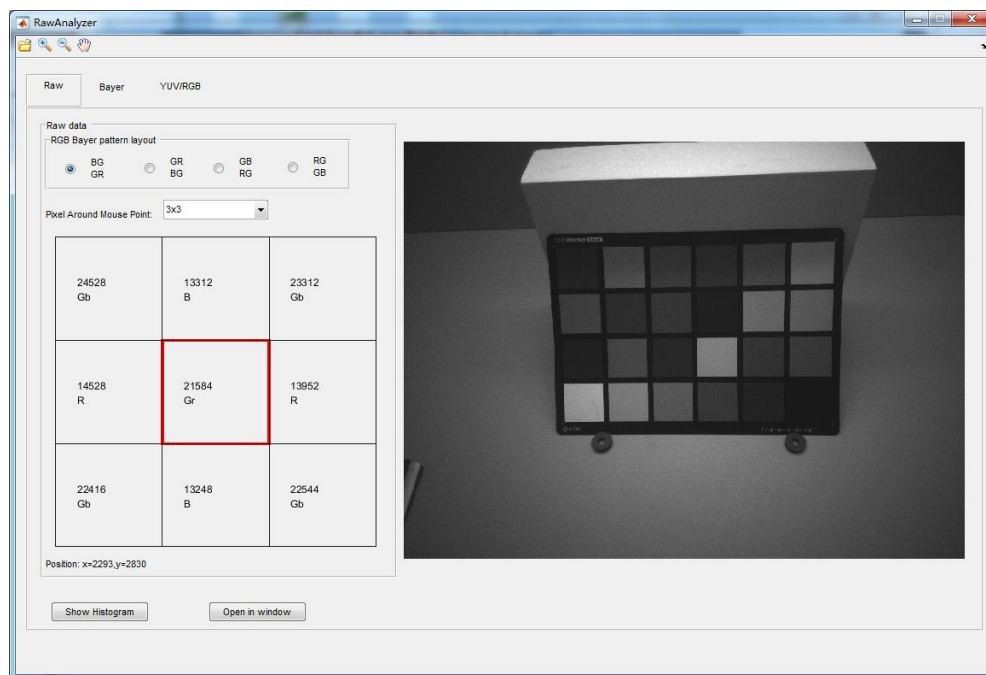 RawAnalyzer
Raw Bayer YUV/RGB
Raw data
RGB Bayer pattern layout
BG GR GB RG
GR BG RG GB
Pixel Around Mouse Point: 3x3
24528 13312 23312
Gb B Gb
14528 21584 13952
R Gr R
22416 13248 22544
Gb B Gb
Position: x=2293,y=2830
Show Histogram Open in window